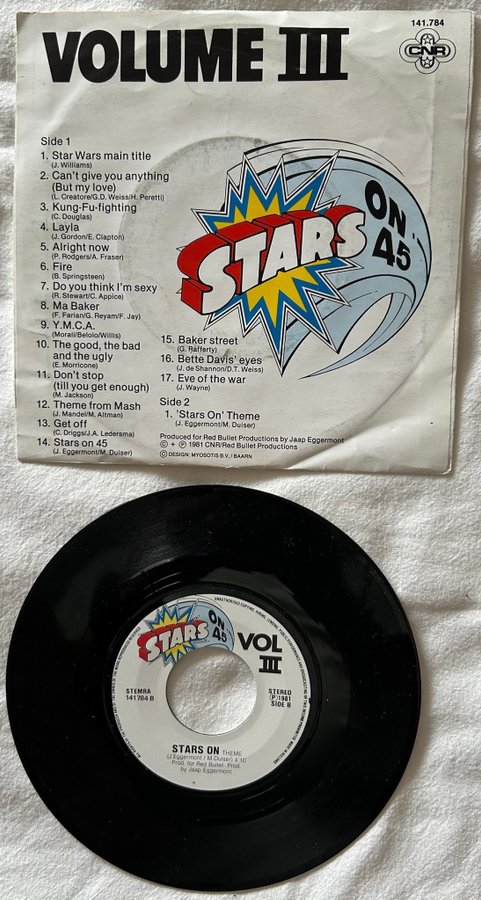 141.784
CNR
VOLUME III
Side 1
1. Star Wars main title
(J. Williams)
2. Can't give you anything
(But my love)
(L. Creatore/G.D. Weiss/H. Peretti)
3. Kung-Fu-fighting
(C. Douglas)
4. Layla
(J. Gordon/E. Clapton)
5. Alright now
(P. Rodgers/A. Fraser)
6. Fire
(B. Springsteen)
7. Do you think I'm sexy
(R. Stewart/C. Appice)
8. Ma Baker
(F. Farian/G. Reyam/F. Jay)
9. Y.M.C.A.
(Morali/Belolo/Willis)
10. The good, the bad
and the ugly
(E. Morricone)
11. Don't stop
(till you get enough)
(M. Jackson)
12. Theme from Mash
(J. Mandel/M. Altman)
13. Get off
(C. Driggs/J.A. Ledersma)
14. Stars on 45
(J. Eggermont/M. Duiser)
STARS
ON
45
15. Baker street
(G. Rafferty)
16. Bette Davis' eyes
(J. de Shannon/D.T. Weiss)
17. Eve of the war
(J. Wayne)
Side 2
1. 'Stars On' Theme
(J. Eggermont/M. Duiser)
Produced for Red Bullet Productions by Jaap Eggermont
© + ℗ 1981 CNR/Red Bullet Productions
© DESIGN: MYOSOTIS B.V./BAARN
STARS
ON
45
VOL
III
STEMRA
141784 B
STEREO
℗1981
SIDE B
STARS ON THEME
(J. Eggermont / M. Duiser) 4.10
Prod. for Red Bullet Prod.
by Jaap Eggermont